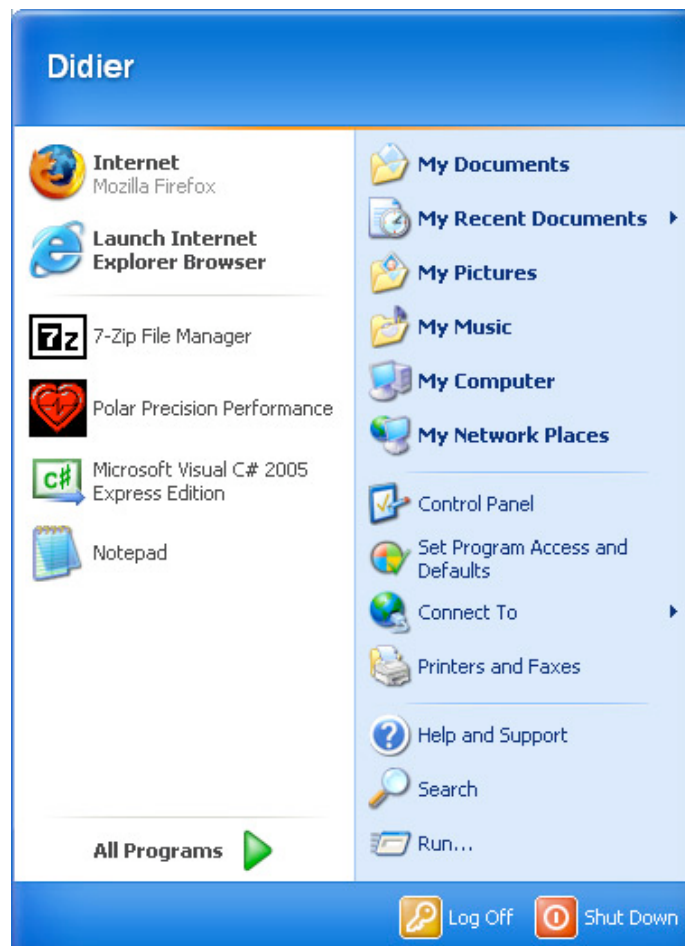 Didier
Internet
Mozilla Firefox
Launch Internet
Explorer Browser
7z
7-Zip File Manager
Polar Precision Performance
C#
Microsoft Visual C# 2005
Express Edition
Notepad
All Programs
My Documents
My Recent Documents
My Pictures
My Music
My Computer
My Network Places
Control Panel
Set Program Access and
Defaults
Connect To
Printers and Faxes
?
Help and Support
Search
Run...
Log Off
Shut Down